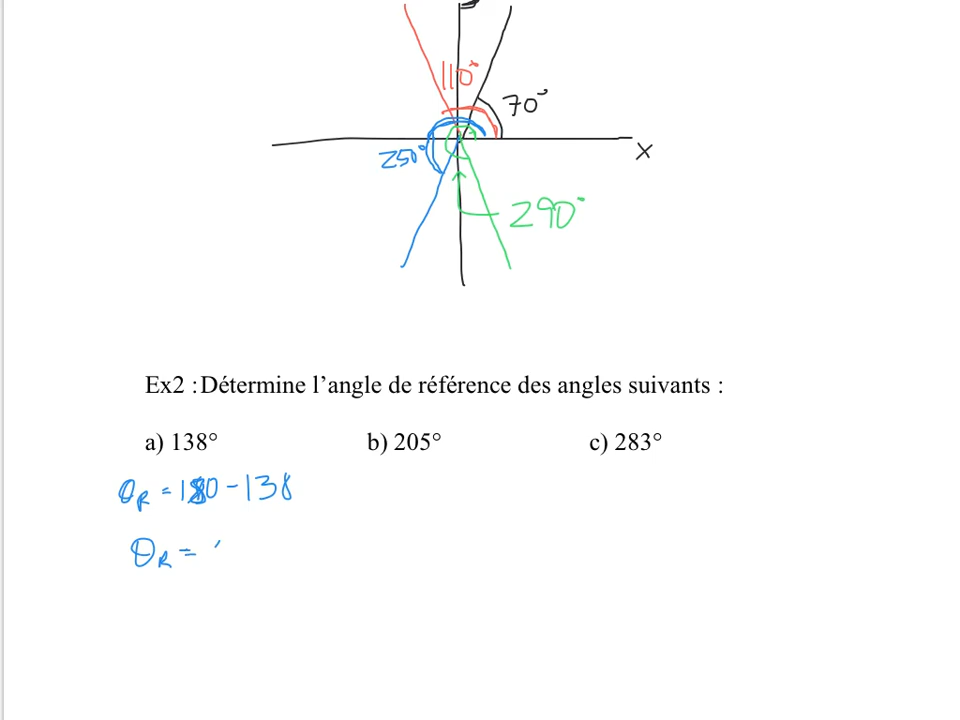 110°
70°
x
250°
290°
Ex2 : Détermine l’angle de référence des angles suivants :
a) 138° b) 205° c) 283°
θR = 180 - 138
θR =